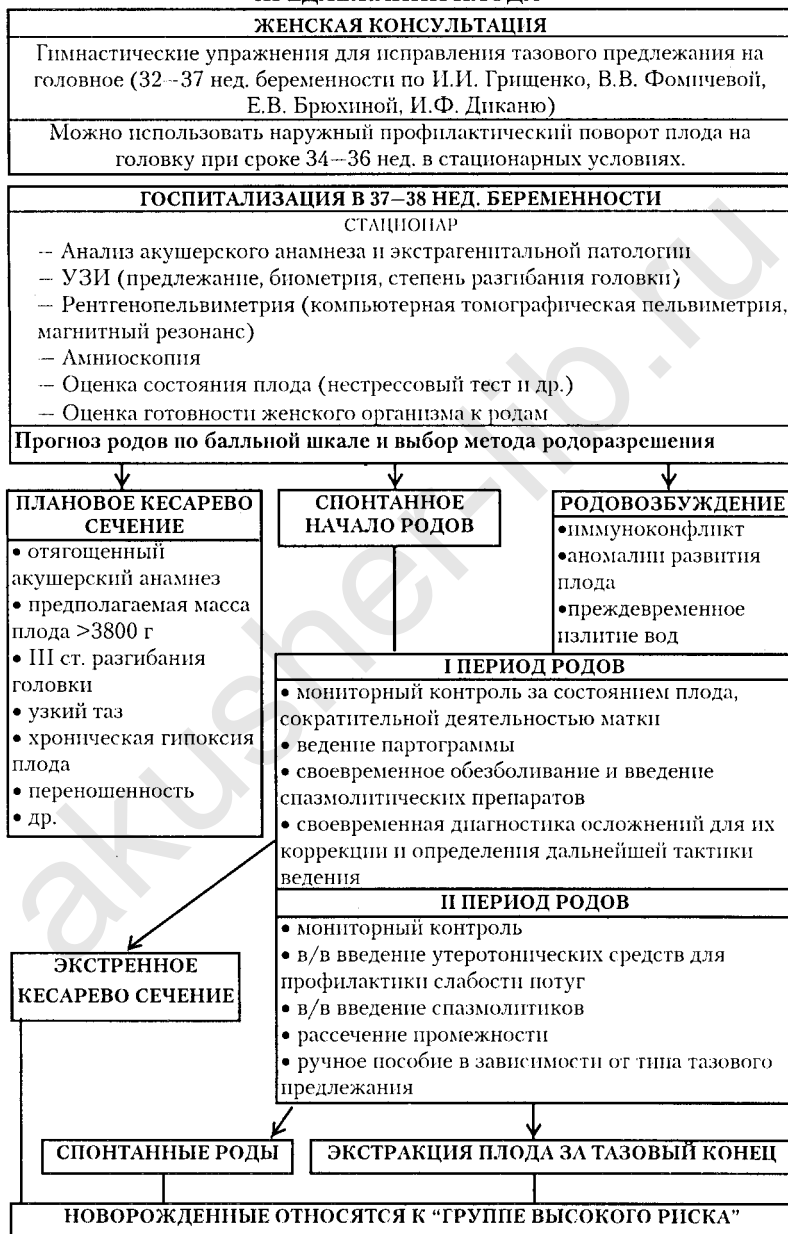 ЖЕНСКАЯ КОНСУЛЬТАЦИЯ
Гимнастические упражнения для исправления тазового предлежания на
головное (32—37 нед. беременности по И.И. Грищенко, В.В. Фомичевой,
Е.В. Брюхиной, И.Ф. Диканю)
Можно использовать наружный профилактический поворот плода на
головку при сроке 34—36 нед. в стационарных условиях.
ГОСПИТАЛИЗАЦИЯ В 37—38 НЕД. БЕРЕМЕННОСТИ
СТАЦИОНАР
— Анализ акушерского анамнеза и экстрагенитальной патологии
— УЗИ (предлежание, биометрия, степень разгибания головки)
— Рентгенопельвиметрия (компьютерная томографическая пельвиметрия,
магнитный резонанс)
— Амниоскопия
— Оценка состояния плода (нестрессовый тест и др.)
— Оценка готовности женского организма к родам
Прогноз родов по балльной шкале и выбор метода родоразрешения
ПЛАНОВОЕ КЕСАРЕВО
СЕЧЕНИЕ
• отягощенный
акушерский анамнез
• предполагаемая масса
плода >3800 г
• III ст. разгибания
головки
• узкий таз
• хроническая гипоксия
плода
• переношенность
• др.
СПОНТАННОЕ
НАЧАЛО РОДОВ
РОДОВОЗБУЖДЕНИЕ
•иммуноконфликт
•аномалии развития
плода
•преждевременное
излитие вод
I ПЕРИОД РОДОВ
• мониторный контроль за состоянием плода,
сократительной деятельностью матки
• ведение партограммы
• своевременное обезболивание и введение
спазмолитических препаратов
• своевременная диагностика осложнений для их
коррекции и определения дальнейшей тактики
ведения
II ПЕРИОД РОДОВ
• мониторный контроль
• в/в введение утеротонических средств для
профилактики слабости потуг
• в/в введение спазмолитиков
• рассечение промежности
• ручное пособие в зависимости от типа тазового
предлежания
ЭКСТРЕННОЕ
КЕСАРЕВО СЕЧЕНИЕ
СПОНТАННЫЕ РОДЫ
ЭКСТРАКЦИЯ ПЛОДА ЗА ТАЗОВЫЙ КОНЕЦ
НОВОРОЖДЕННЫЕ ОТНОСЯТСЯ К "ГРУППЕ ВЫСОКОГО РИСКА"
akusher-lib.ru